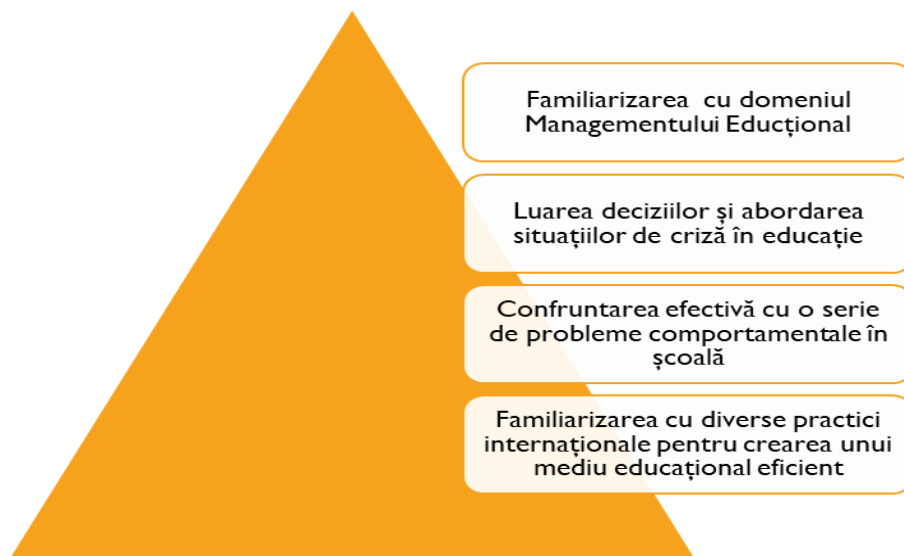 Familiarizarea cu domeniul
Managementului Educțional
Luarea deciziilor și abordarea
situațiilor de criză în educație
Confruntarea efectivă cu o serie
de probleme comportamentale în
școală
Familiarizarea cu diverse practici
internaționale pentru crearea unui
mediu educațional eficient